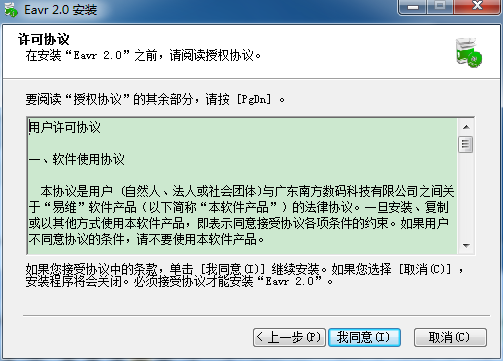 Eavr 2.0 安装
许可协议
在安装“Eavr 2.0”之前，请阅读授权协议。
要阅读“授权协议”的其余部分，请按 [PgDn] 。
用户许可协议
一、软件使用协议
本协议是用户 (自然人、法人或社会团体)与广东南方数码科技有限公司之间关
于“易维”软件产品（以下简称“本软件产品”）的法律协议。一旦安装、复制
或以其他方式使用本软件产品，即表示同意接受协议各项条件的约束。如果用户
不同意协议的条件，请不要使用本软件产品。
如果您接受协议中的条款，单击 [我同意(I)] 继续安装。如果您选择 [取消(C)] ，
安装程序将会关闭。必须接受协议才能安装“Eavr 2.0”。
< 上一步(P)
我同意(I)
取消(C)